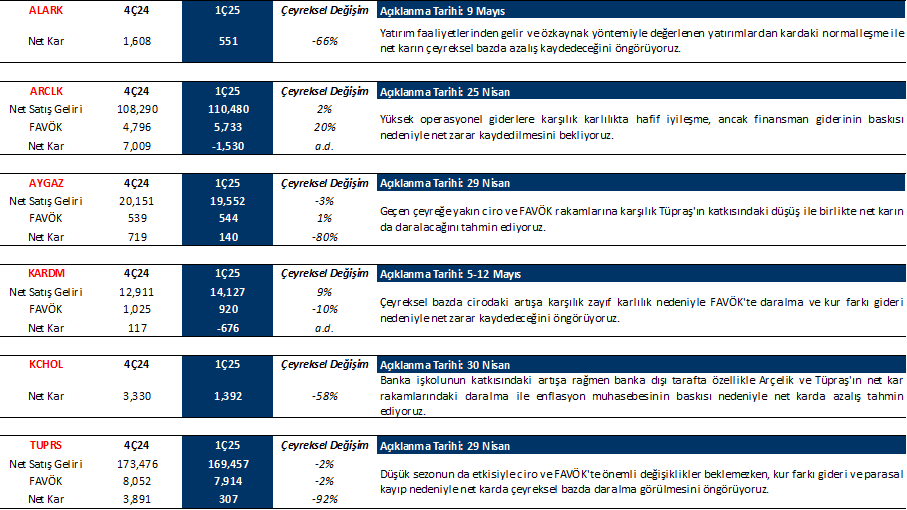 ALARK 4Ç24 1Ç25 Çeyreksel Değişim Açıklanma Tarihi: 9 Mayıs
Net Kar 1,608 551 -66% Yatırım faaliyetlerinden gelir ve özkaynak yöntemiyle değerlenen yatırımlardan kardaki normalleşme ile
net karın çeyreksel bazda azalış kaydedeceğini öngörüyoruz.
ARCLK 4Ç24 1Ç25 Çeyreksel Değişim Açıklanma Tarihi: 25 Nisan
Net Satış Geliri 108,290 110,480 2%
FAVÖK 4,796 5,733 20%
Net Kar 7,009 -1,530 a.d.
Yüksek operasyonel giderlere karşılık karlılıkta hafif iyileşme, ancak finansman giderinin baskısı
nedeniyle net zarar kaydedilmesini bekliyoruz.
AYGAZ 4Ç24 1Ç25 Çeyreksel Değişim Açıklanma Tarihi: 29 Nisan
Net Satış Geliri 20,151 19,552 -3%
FAVÖK 539 544 1%
Net Kar 719 140 -80%
Geçen çeyreğe yakın ciro ve FAVÖK rakamlarına karşılık Tüpraş'ın katkısındaki düşüş ile birlikte net karın
da daralacağını tahmin ediyoruz.
KARDM 4Ç24 1Ç25 Çeyreksel Değişim Açıklanma Tarihi: 5-12 Mayıs
Net Satış Geliri 12,911 14,127 9%
FAVÖK 1,025 920 -10%
Net Kar 117 -676 a.d.
Çeyreksel bazda cirodaki artışa karşılık zayıf karlılık nedeniyle FAVÖK'te daralma ve kur farkı gideri
nedeniyle net zarar kaydedeceğini öngörüyoruz.
KCHOL 4Ç24 1Ç25 Çeyreksel Değişim Açıklanma Tarihi: 30 Nisan
Net Kar 3,330 1,392 -58%
Banka işkolunun katkısındaki artışa rağmen banka dışı tarafta özellikle Arçelik ve Tüpraş'ın net kar
rakamlarındaki daralma ile enflasyon muhasebesinin baskısı nedeniyle net karda azalış tahmin
ediyoruz.
TUPRS 4Ç24 1Ç25 Çeyreksel Değişim Açıklanma Tarihi: 29 Nisan
Net Satış Geliri 173,476 169,457 -2%
FAVÖK 8,052 7,914 -2%
Net Kar 3,891 307 -92%
Düşük sezonun da etkisiyle ciro ve FAVÖK'te önemli değişiklikler beklemezken, kur farkı gideri ve parasal
kayıp nedeniyle net karda çeyreksel bazda daralma görülmesini öngörüyoruz.